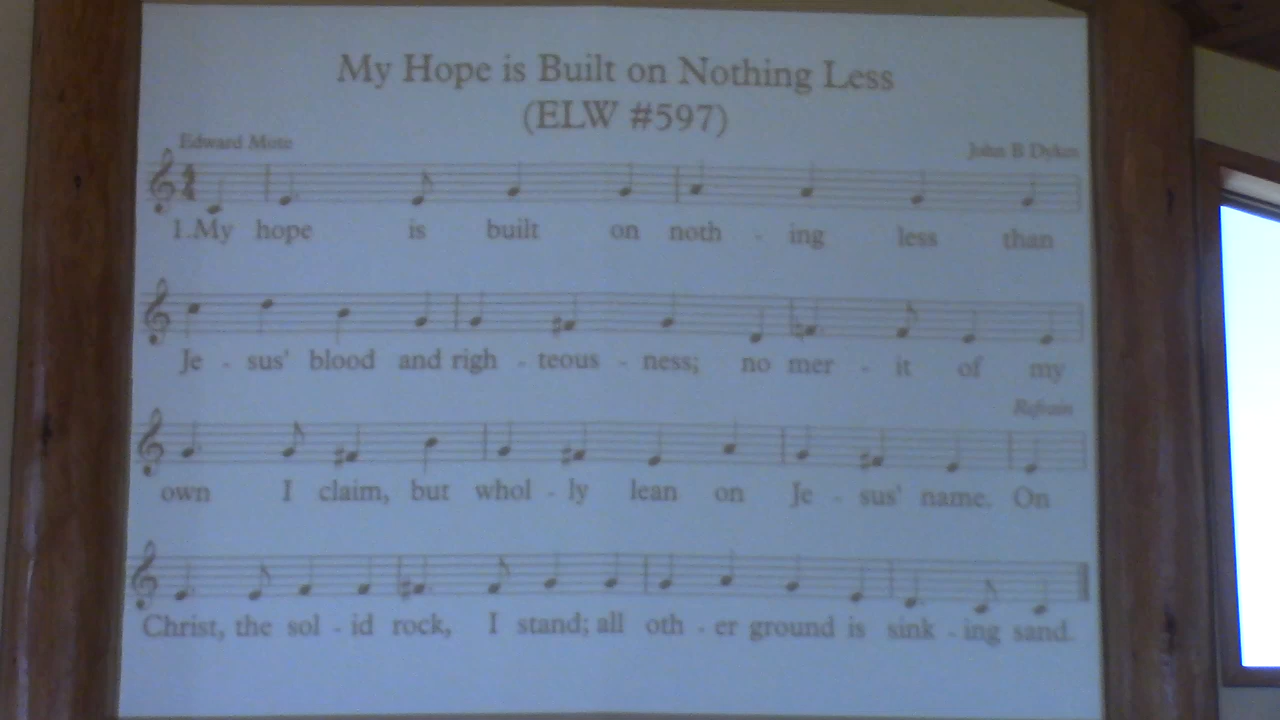 My Hope is Built on Nothing Less
(ELW #597)
Edward Mote John B Dykes
1.My hope is built on noth - ing less than
Je - sus' blood and righ - teous - ness; no mer - it of my
Refrain
own I claim, but whol - ly lean on Je - sus' name. On
Christ, the sol - id rock, I stand; all oth - er ground is sink - ing sand.